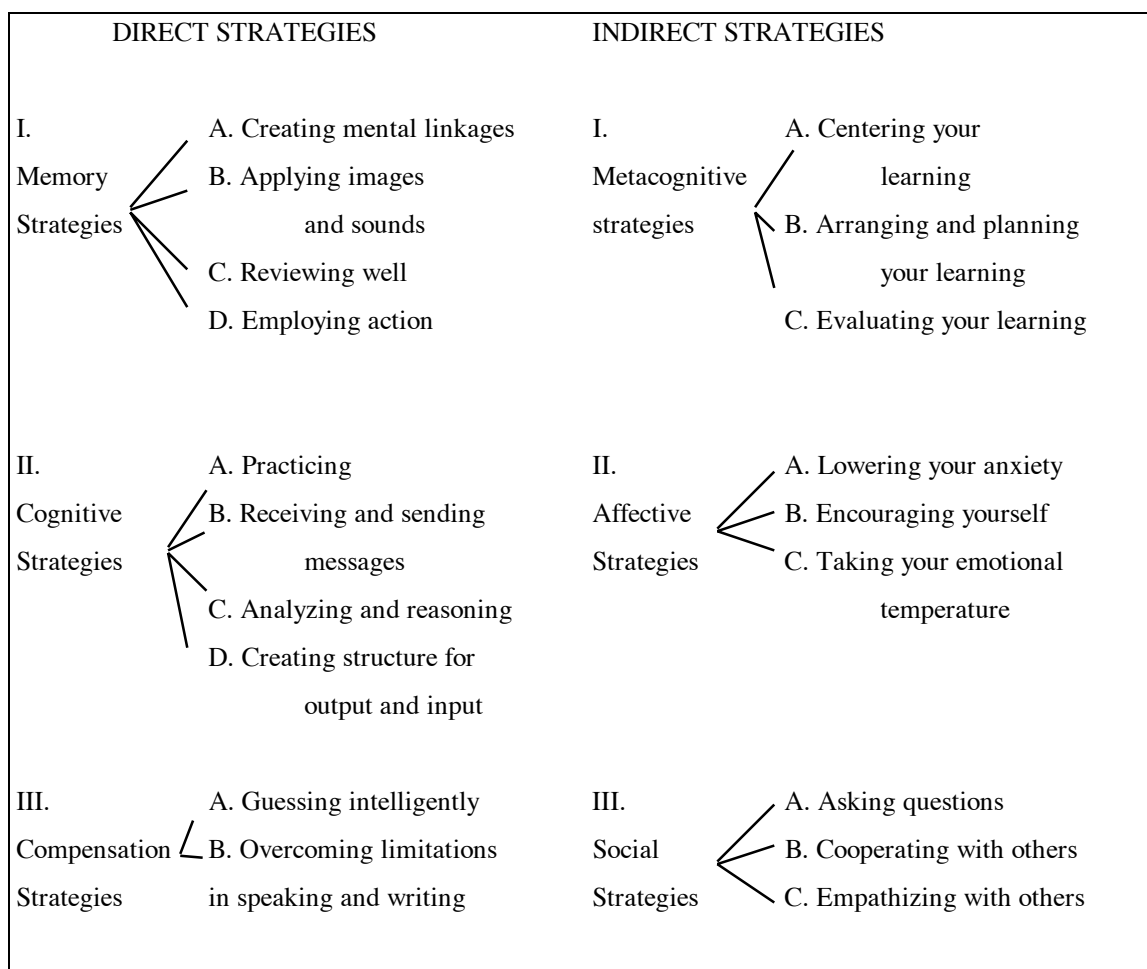 DIRECT STRATEGIES
I.
Memory
Strategies
A. Creating mental linkages
B. Applying images
and sounds
C. Reviewing well
D. Employing action
II.
Cognitive
Strategies
A. Practicing
B. Receiving and sending
messages
C. Analyzing and reasoning
D. Creating structure for
output and input
III.
Compensation
Strategies
A. Guessing intelligently
B. Overcoming limitations
in speaking and writing
INDIRECT STRATEGIES
I.
Metacognitive
strategies
A. Centering your
learning
B. Arranging and planning
your learning
C. Evaluating your learning
II.
Affective
Strategies
A. Lowering your anxiety
B. Encouraging yourself
C. Taking your emotional
temperature
III.
Social
Strategies
A. Asking questions
B. Cooperating with others
C. Empathizing with others